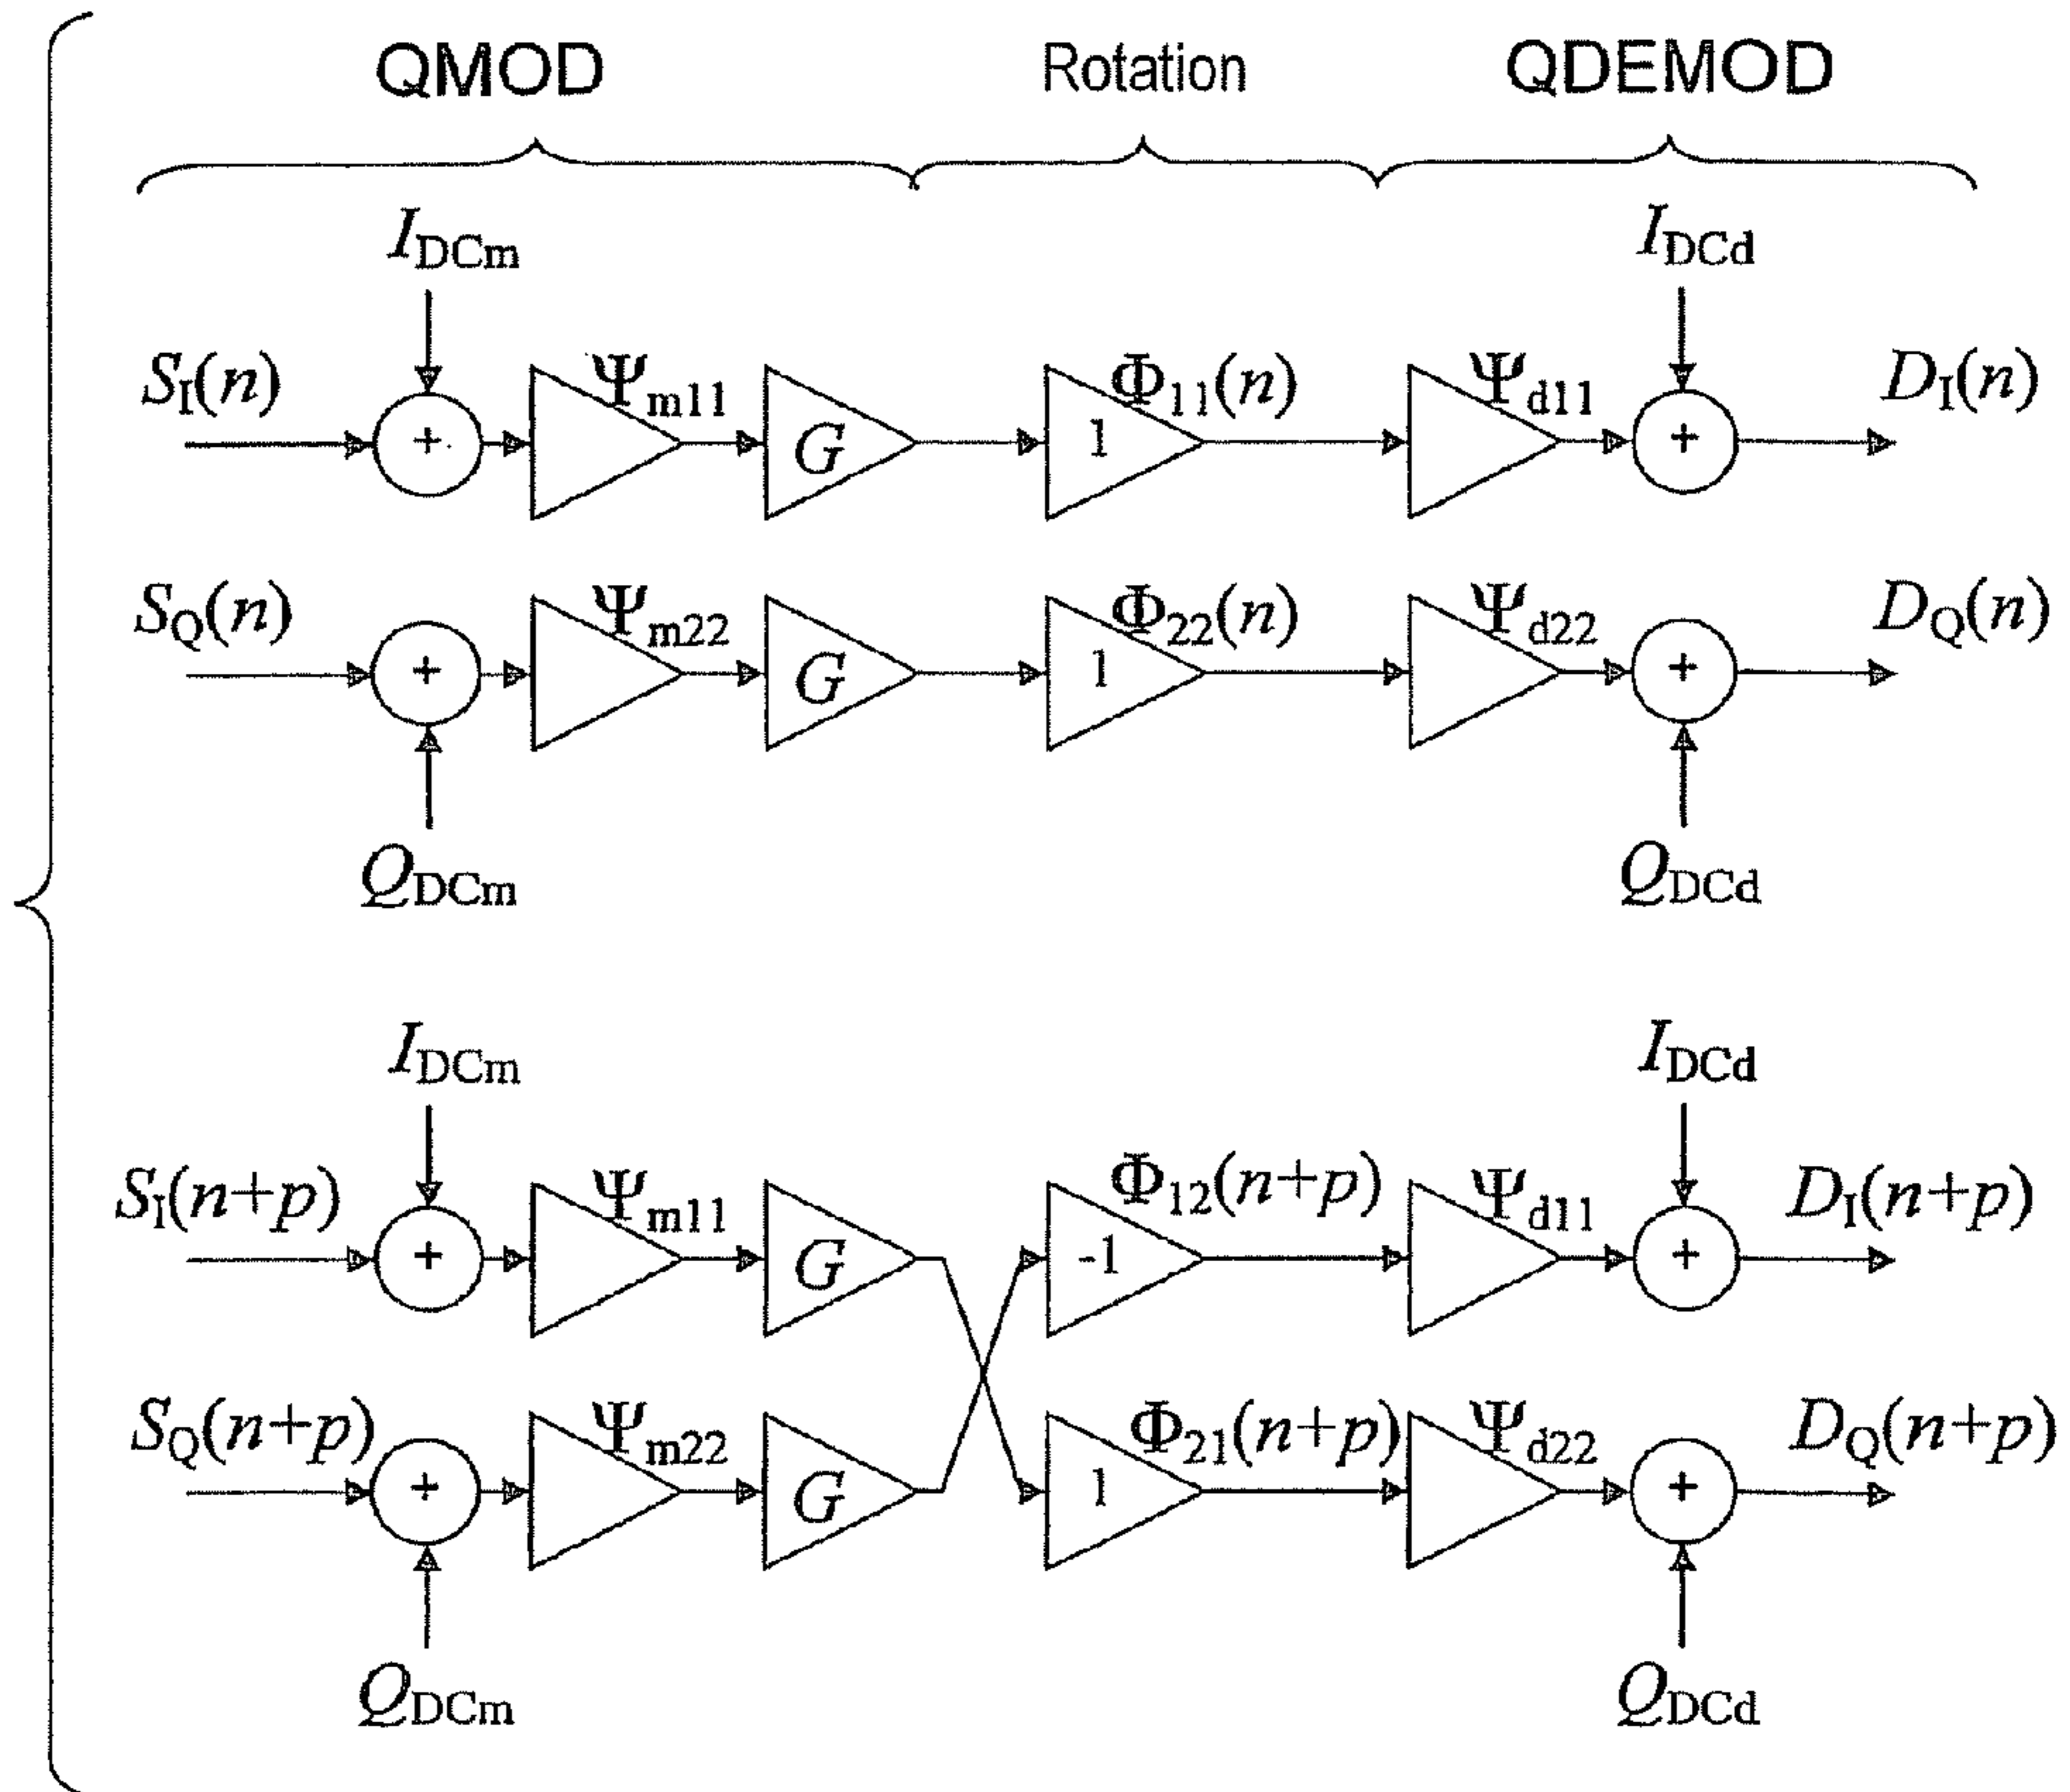 QMOD Rotation QDEMOD
I_DCm I_DCd
S_I(n) Ψ_m11 Φ_11(n) Ψ_d11 D_I(n)
+ G 1 +
S_Q(n) Ψ_m22 Φ_22(n) Ψ_d22 D_Q(n)
+ G 1 +
Q_DCm Q_DCd
I_DCm I_DCd
S_I(n+p) Ψ_m11 Φ_12(n+p) Ψ_d11 D_I(n+p)
+ G -1 +
S_Q(n+p) Ψ_m22 Φ_21(n+p) Ψ_d22 D_Q(n+p)
+ G 1 +
Q_DCm Q_DCd